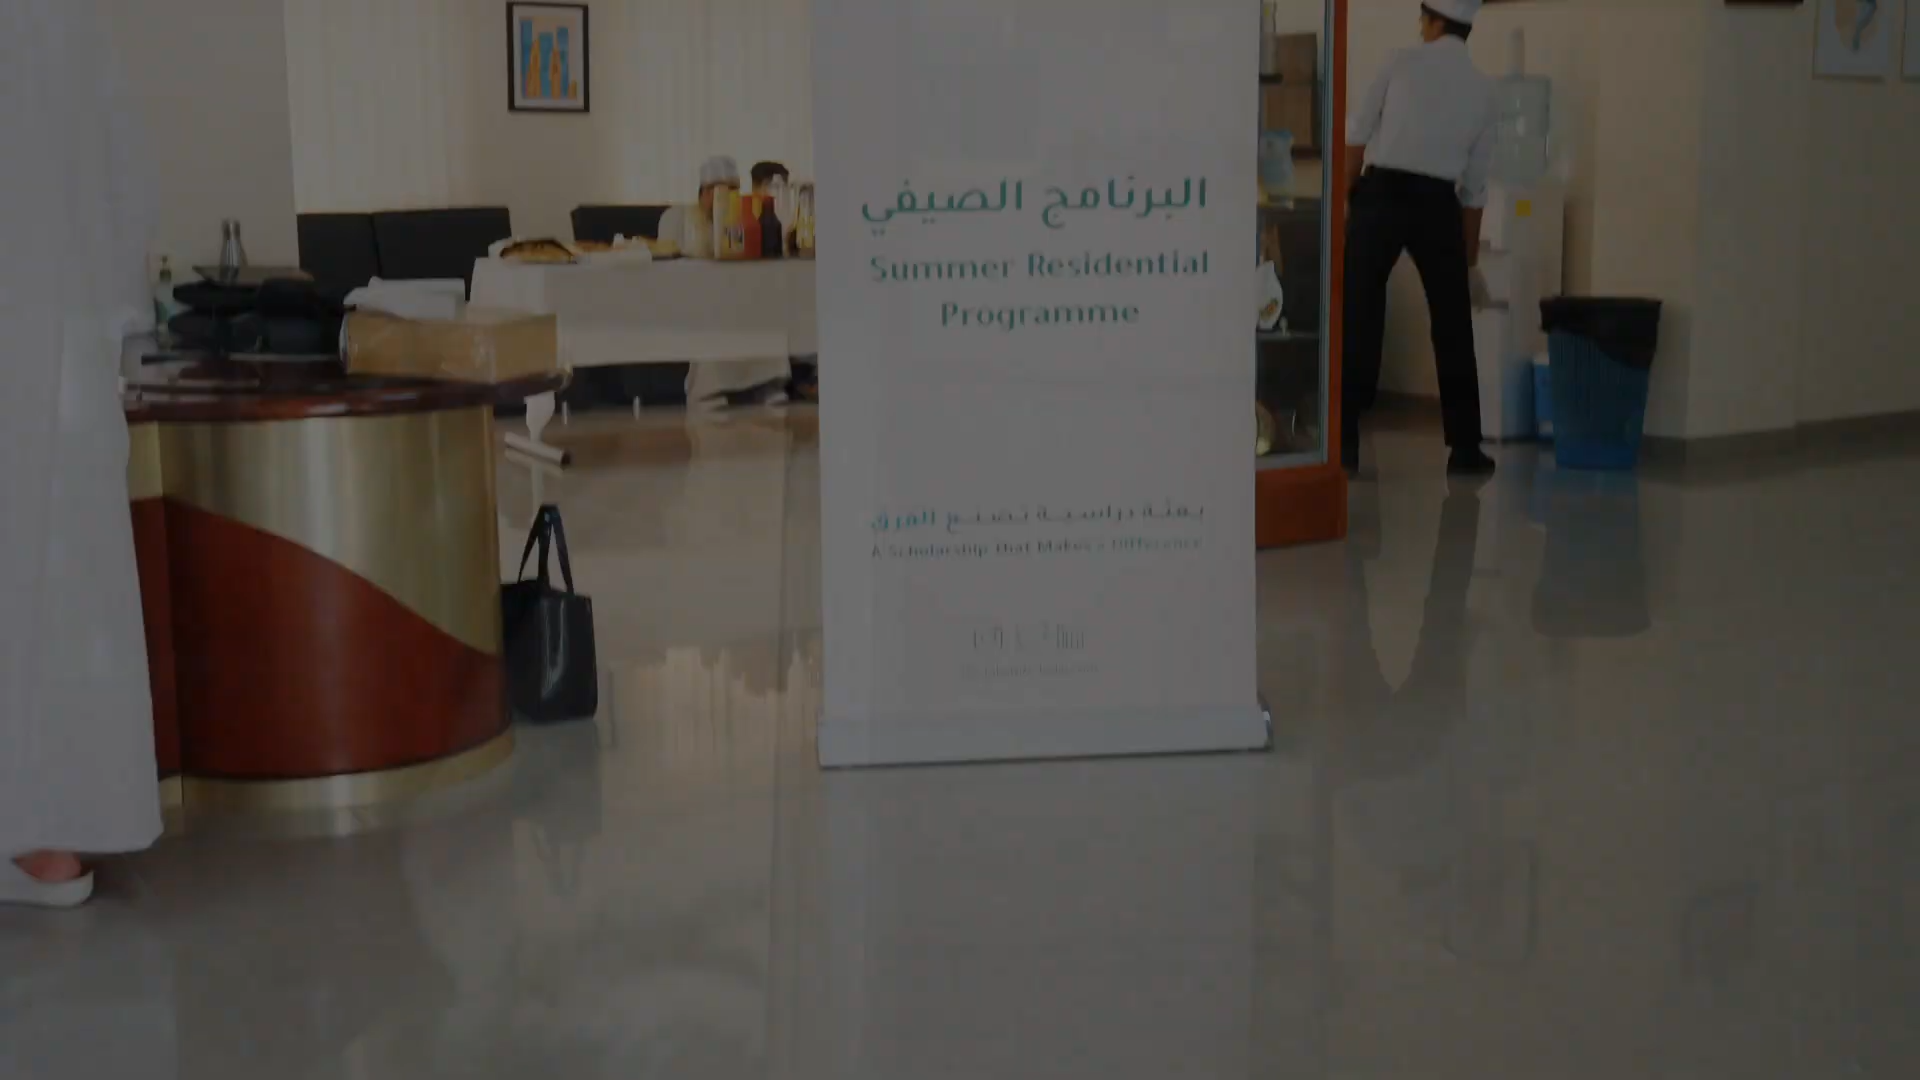 البرنامج الصيفي
Summer Residential
Programme
بعثة دراسية تصنع الفرق
A Scholarship that Makes a Difference